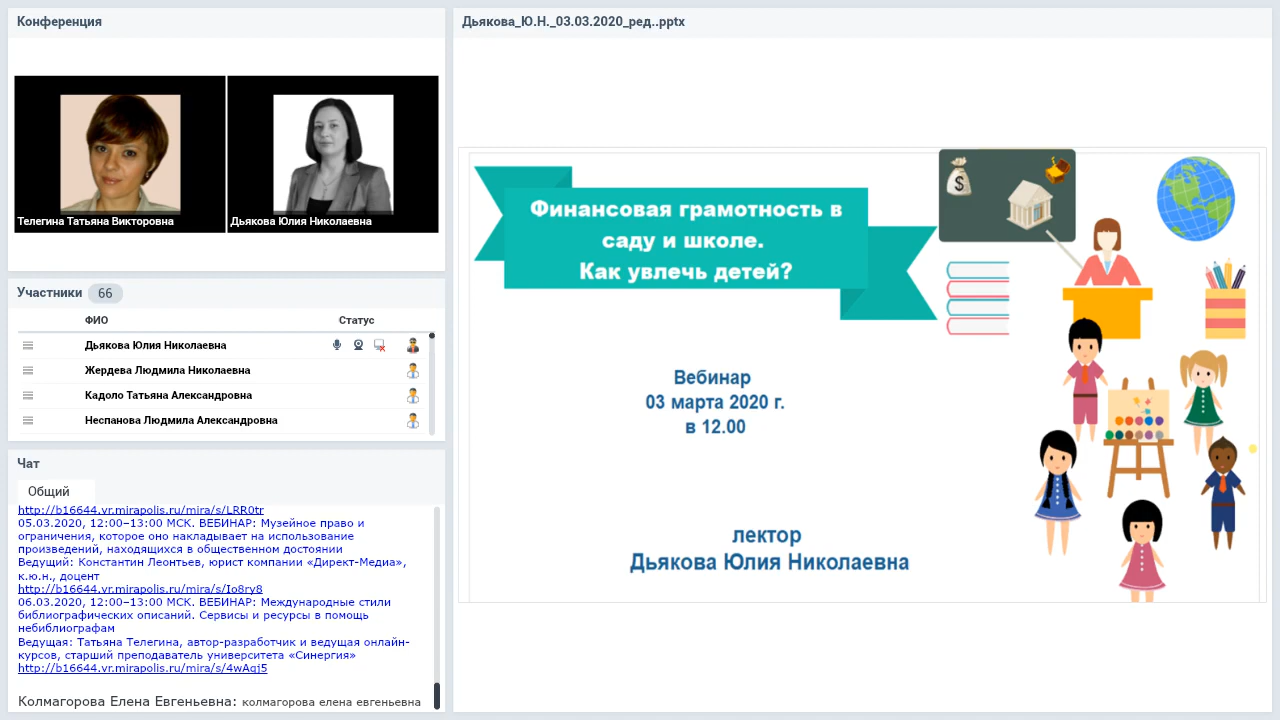 Конференция
Телегина Татьяна Викторовна
Дьякова Юлия Николаевна
Участники 66
ФИО Статус
Дьякова Юлия Николаевна
Жердева Людмила Николаевна
Кадоло Татьяна Александровна
Неспанова Людмила Александровна
Чат
Общий
http://b16644.vr.mirapolis.ru/mira/s/LRR0tr
05.03.2020, 12:00–13:00 МСК. ВЕБИНАР: Музейное право и
ограничения, которое оно накладывает на использование
произведений, находящихся в общественном достоянии
Ведущий: Константин Леонтьев, юрист компании «Директ-Медиа»,
к.ю.н., доцент
http://b16644.vr.mirapolis.ru/mira/s/Io8ry8
06.03.2020, 12:00–13:00 МСК. ВЕБИНАР: Международные стили
библиографических описаний. Сервисы и ресурсы в помощь
небиблиографам
Ведущая: Татьяна Телегина, автор-разработчик и ведущая онлайн-
курсов, старший преподаватель университета «Синергия»
http://b16644.vr.mirapolis.ru/mira/s/4wAqj5
Колмагорова Елена Евгеньевна: колмагорова елена евгеньевна
Дьякова_Ю.Н._03.03.2020_ред..pptx
Финансовая грамотность в
саду и школе.
Как увлечь детей?
$
Вебинар
03 марта 2020 г.
в 12.00
лектор
Дьякова Юлия Николаевна